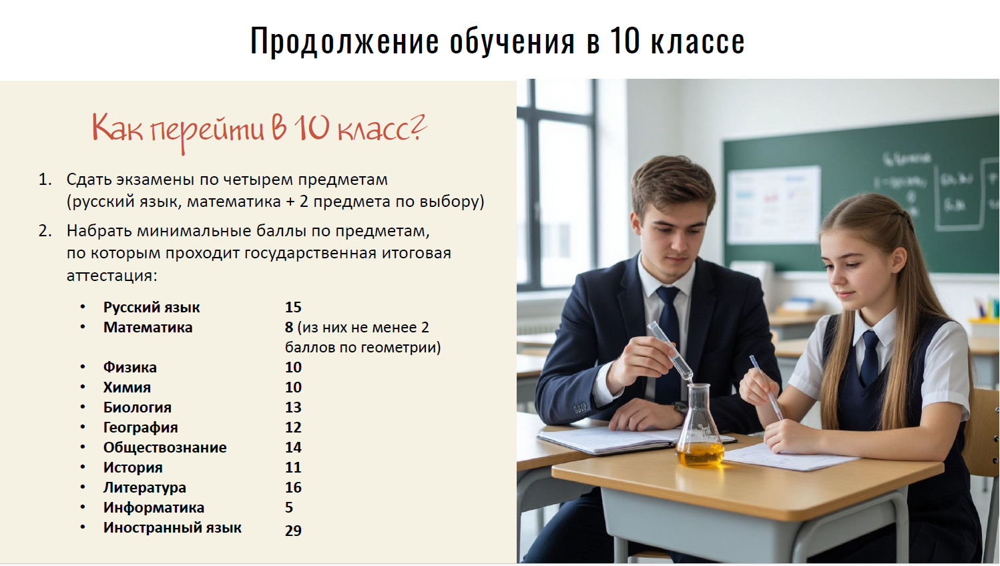 Продолжение обучения в 10 классе
Как перейти в 10 класс?
1. Сдать экзамены по четырем предметам
(русский язык, математика + 2 предмета по выбору)
2. Набрать минимальные баллы по предметам,
по которым проходит государственная итоговая
аттестация:
• Русский язык 15
• Математика 8 (из них не менее 2
баллов по геометрии)
• Физика 10
• Химия 10
• Биология 13
• География 12
• Обществознание 14
• История 11
• Литература 16
• Информатика 5
• Иностранный язык 29